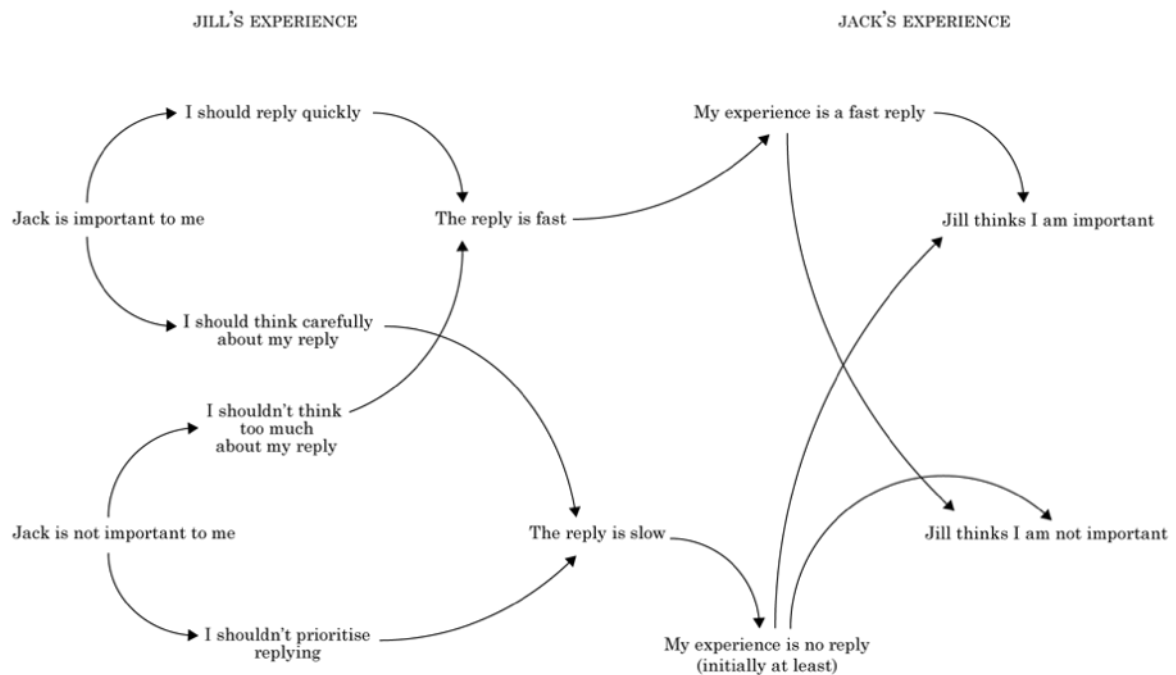 JILL'S EXPERIENCE
JACK'S EXPERIENCE
I should reply quickly
My experience is a fast reply
Jack is important to me
The reply is fast
Jill thinks I am important
I should think carefully
about my reply
I shouldn't think
too much
about my reply
Jack is not important to me
The reply is slow
Jill thinks I am not important
I shouldn't prioritise
replying
My experience is no reply
(initially at least)